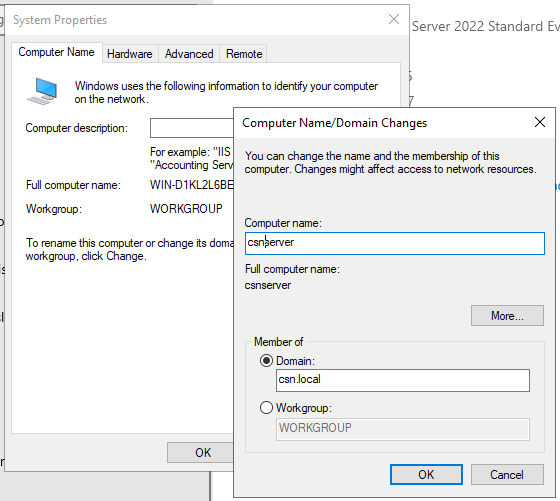 System Properties
Server 2022 Standard Ev
Computer Name
Hardware
Advanced
Remote
Windows uses the following information to identify your computer
on the network.
Computer description:
For example: "IIS
"Accounting Serv
Full computer name:
WIN-D1KL2L6BE
Workgroup:
WORKGROUP
To rename this computer or change its doma
workgroup, click Change.
OK
Computer Name/Domain Changes
You can change the name and the membership of this
computer. Changes might affect access to network resources.
Computer name:
csnserver
Full computer name:
csnserver
More...
Member of
Domain:
csn.local
Workgroup:
WORKGROUP
OK
Cancel